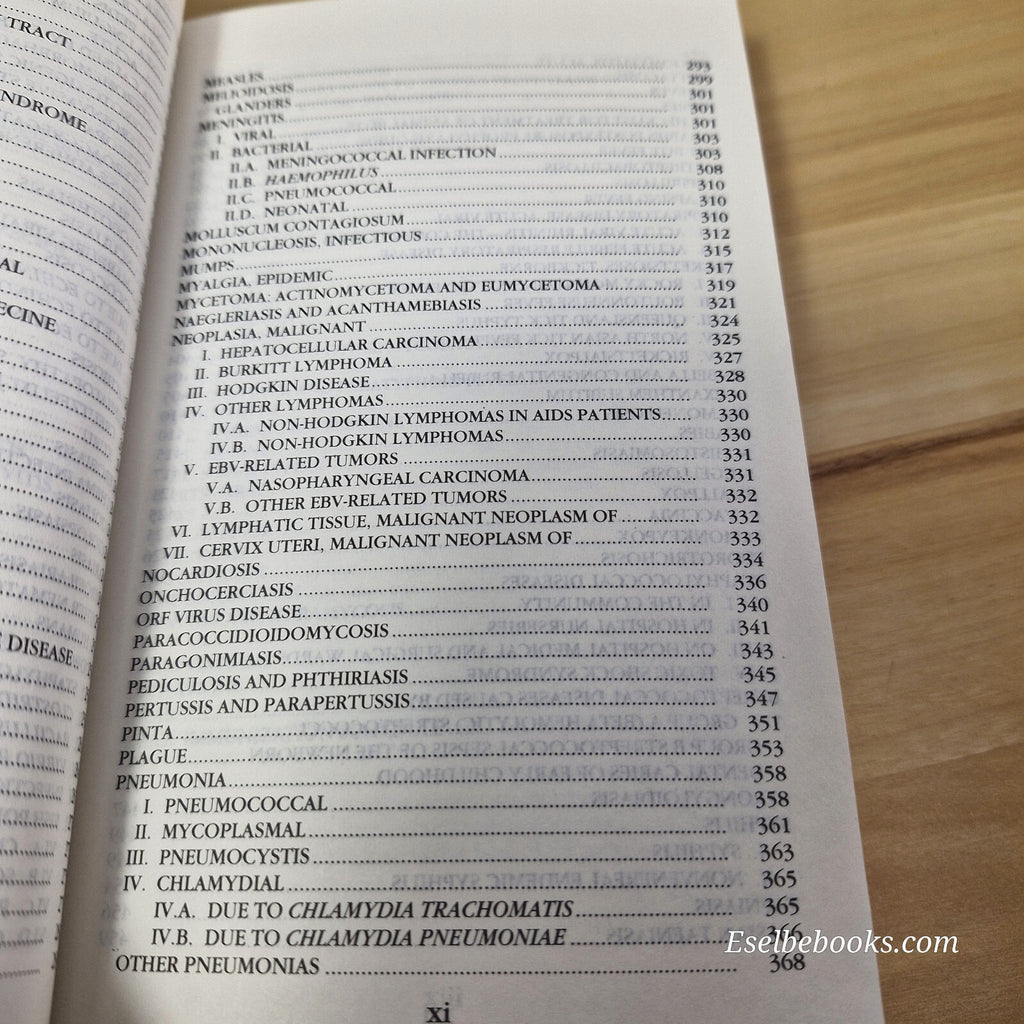 TRACT
NDROME
AL
ECINE
DISEASE
MEASLES 293
MELIOIDOSIS 299
GLANDERS 301
MENINGITIS 301
I. VIRAL 301
II. BACTERIAL 303
II.A. MENINGOCOCCAL INFECTION 303
II.B. HAEMOPHILUS 308
II.C. PNEUMOCOCCAL 310
II.D. NEONATAL 310
MOLLUSCUM CONTAGIOSUM 310
MONONUCLEOSIS, INFECTIOUS 312
MUMPS 315
MYALGIA, EPIDEMIC 317
MYCETOMA: ACTINOMYCETOMA AND EUMYCETOMA 319
NAEGLERIASIS AND ACANTHAMEBIASIS 321
NEOPLASIA, MALIGNANT 324
I. HEPATOCELLULAR CARCINOMA 325
II. BURKITT LYMPHOMA 327
III. HODGKIN DISEASE 328
IV. OTHER LYMPHOMAS 330
IV.A. NON-HODGKIN LYMPHOMAS IN AIDS PATIENTS 330
IV.B. NON-HODGKIN LYMPHOMAS 330
V. EBV-RELATED TUMORS 331
V.A. NASOPHARYNGEAL CARCINOMA 331
V.B. OTHER EBV-RELATED TUMORS 332
VI. LYMPHATIC TISSUE, MALIGNANT NEOPLASM OF 332
VII. CERVIX UTERI, MALIGNANT NEOPLASM OF 333
NOCARDIOSIS 334
ONCHOCERCIASIS 336
ORF VIRUS DISEASE 340
PARACOCCIDIOIDOMYCOSIS 341
PARAGONIMIASIS 343
PEDICULOSIS AND PHTHIRIASIS 345
PERTUSSIS AND PARAPERTUSSIS 347
PINTA 351
PLAGUE 353
PNEUMONIA 358
I. PNEUMOCOCCAL 358
II. MYCOPLASMAL 361
III. PNEUMOCYSTIS 363
IV. CHLAMYDIAL 365
IV.A. DUE TO CHLAMYDIA TRACHOMATIS 365
IV.B. DUE TO CHLAMYDIA PNEUMONIAE 366
OTHER PNEUMONIAS 368
xi
Eselbebooks.com